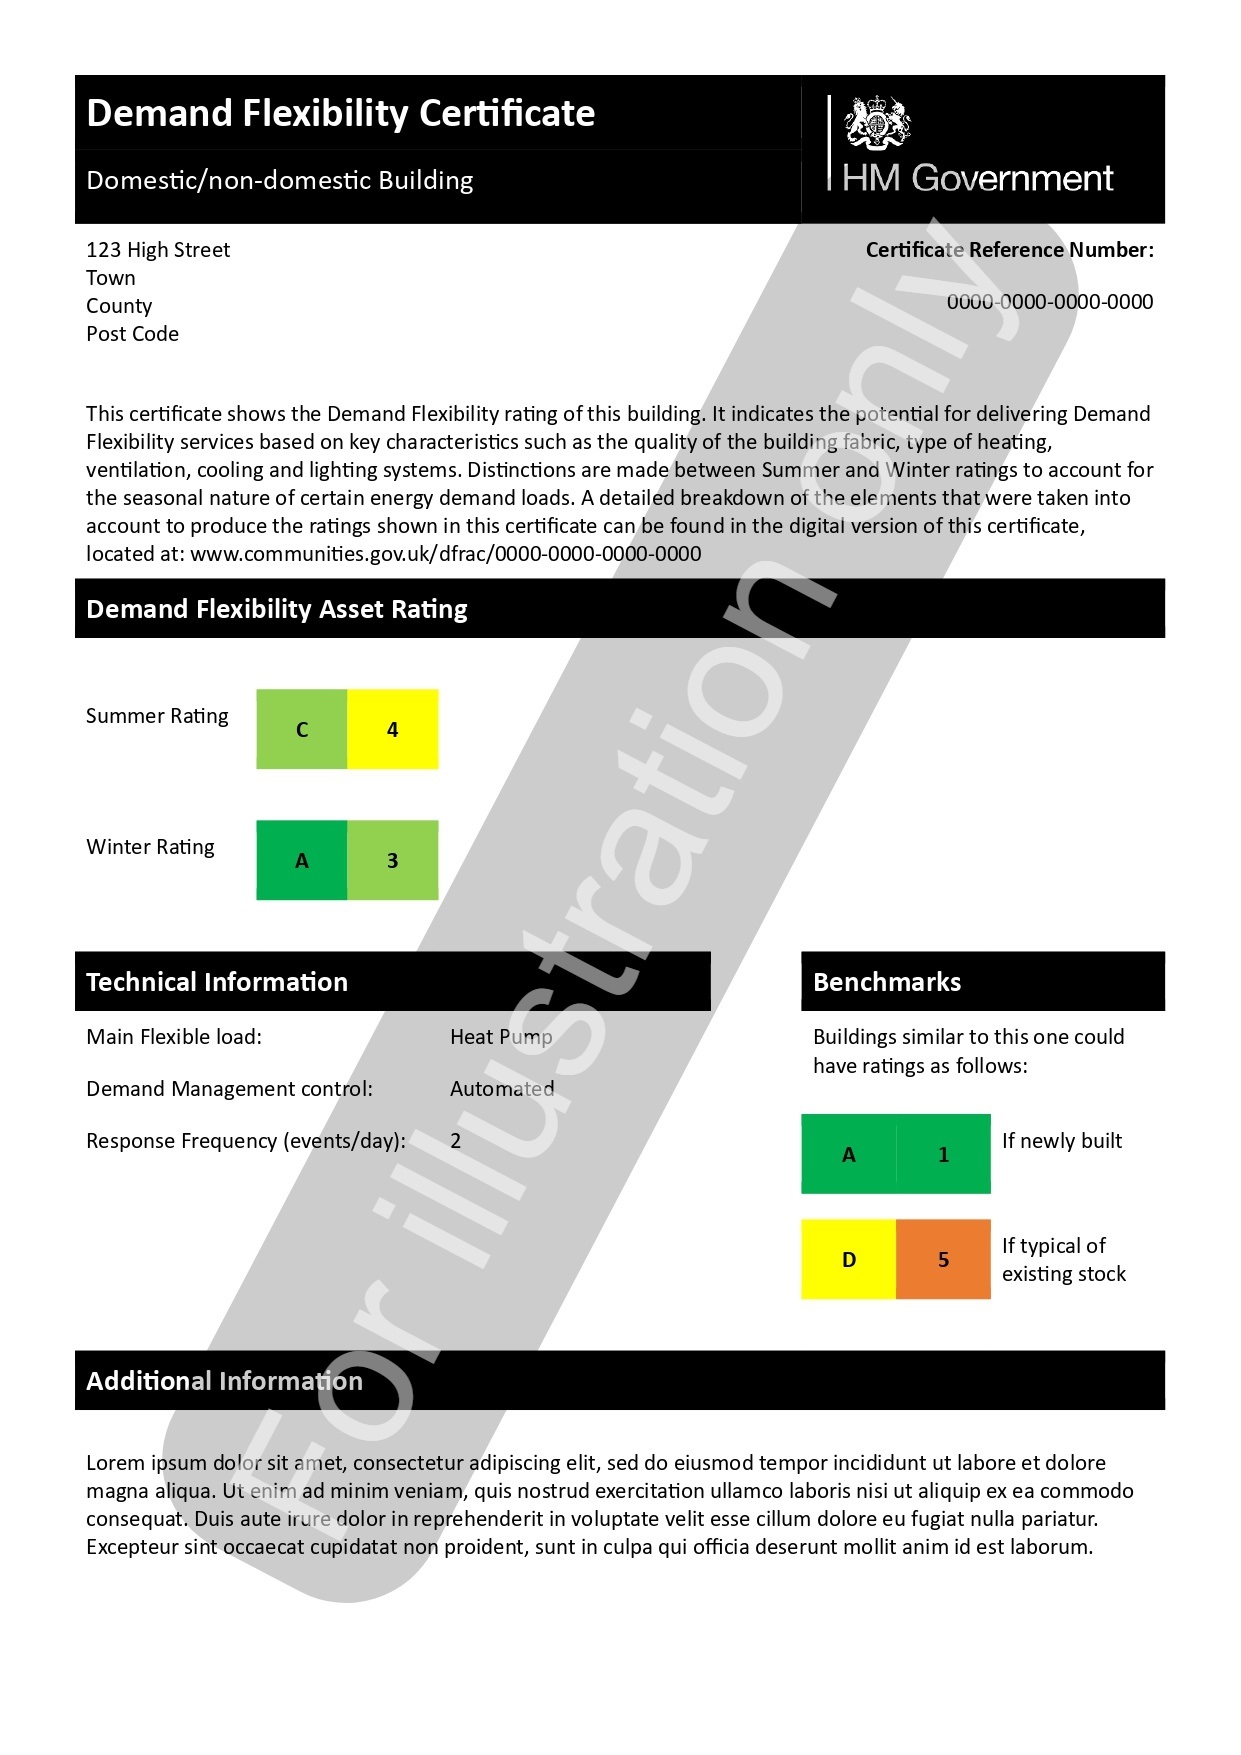 Demand Flexibility Certificate
Domestic/non-domestic Building
HM Government
123 High Street
Town
County
Post Code
Certificate Reference Number:
0000-0000-0000-0000
This certificate shows the Demand Flexibility rating of this building. It indicates the potential for delivering Demand
Flexibility services based on key characteristics such as the quality of the building fabric, type of heating,
ventilation, cooling and lighting systems. Distinctions are made between Summer and Winter ratings to account for
the seasonal nature of certain energy demand loads. A detailed breakdown of the elements that were taken into
account to produce the ratings shown in this certificate can be found in the digital version of this certificate,
located at: www.communities.gov.uk/dfrac/0000-0000-0000-0000
Demand Flexibility Asset Rating
Summer Rating C 4
Winter Rating A 3
Technical Information
Main Flexible load: Heat Pump
Demand Management control: Automated
Response Frequency (events/day): 2
Benchmarks
Buildings similar to this one could
have ratings as follows:
A 1 If newly built
D 5 If typical of
existing stock
Additional Information
Lorem ipsum dolor sit amet, consectetur adipiscing elit, sed do eiusmod tempor incididunt ut labore et dolore
magna aliqua. Ut enim ad minim veniam, quis nostrud exercitation ullamco laboris nisi ut aliquip ex ea commodo
consequat. Duis aute irure dolor in reprehenderit in voluptate velit esse cillum dolore eu fugiat nulla pariatur.
Excepteur sint occaecat cupidatat non proident, sunt in culpa qui officia deserunt mollit anim id est laborum.
For illustration only